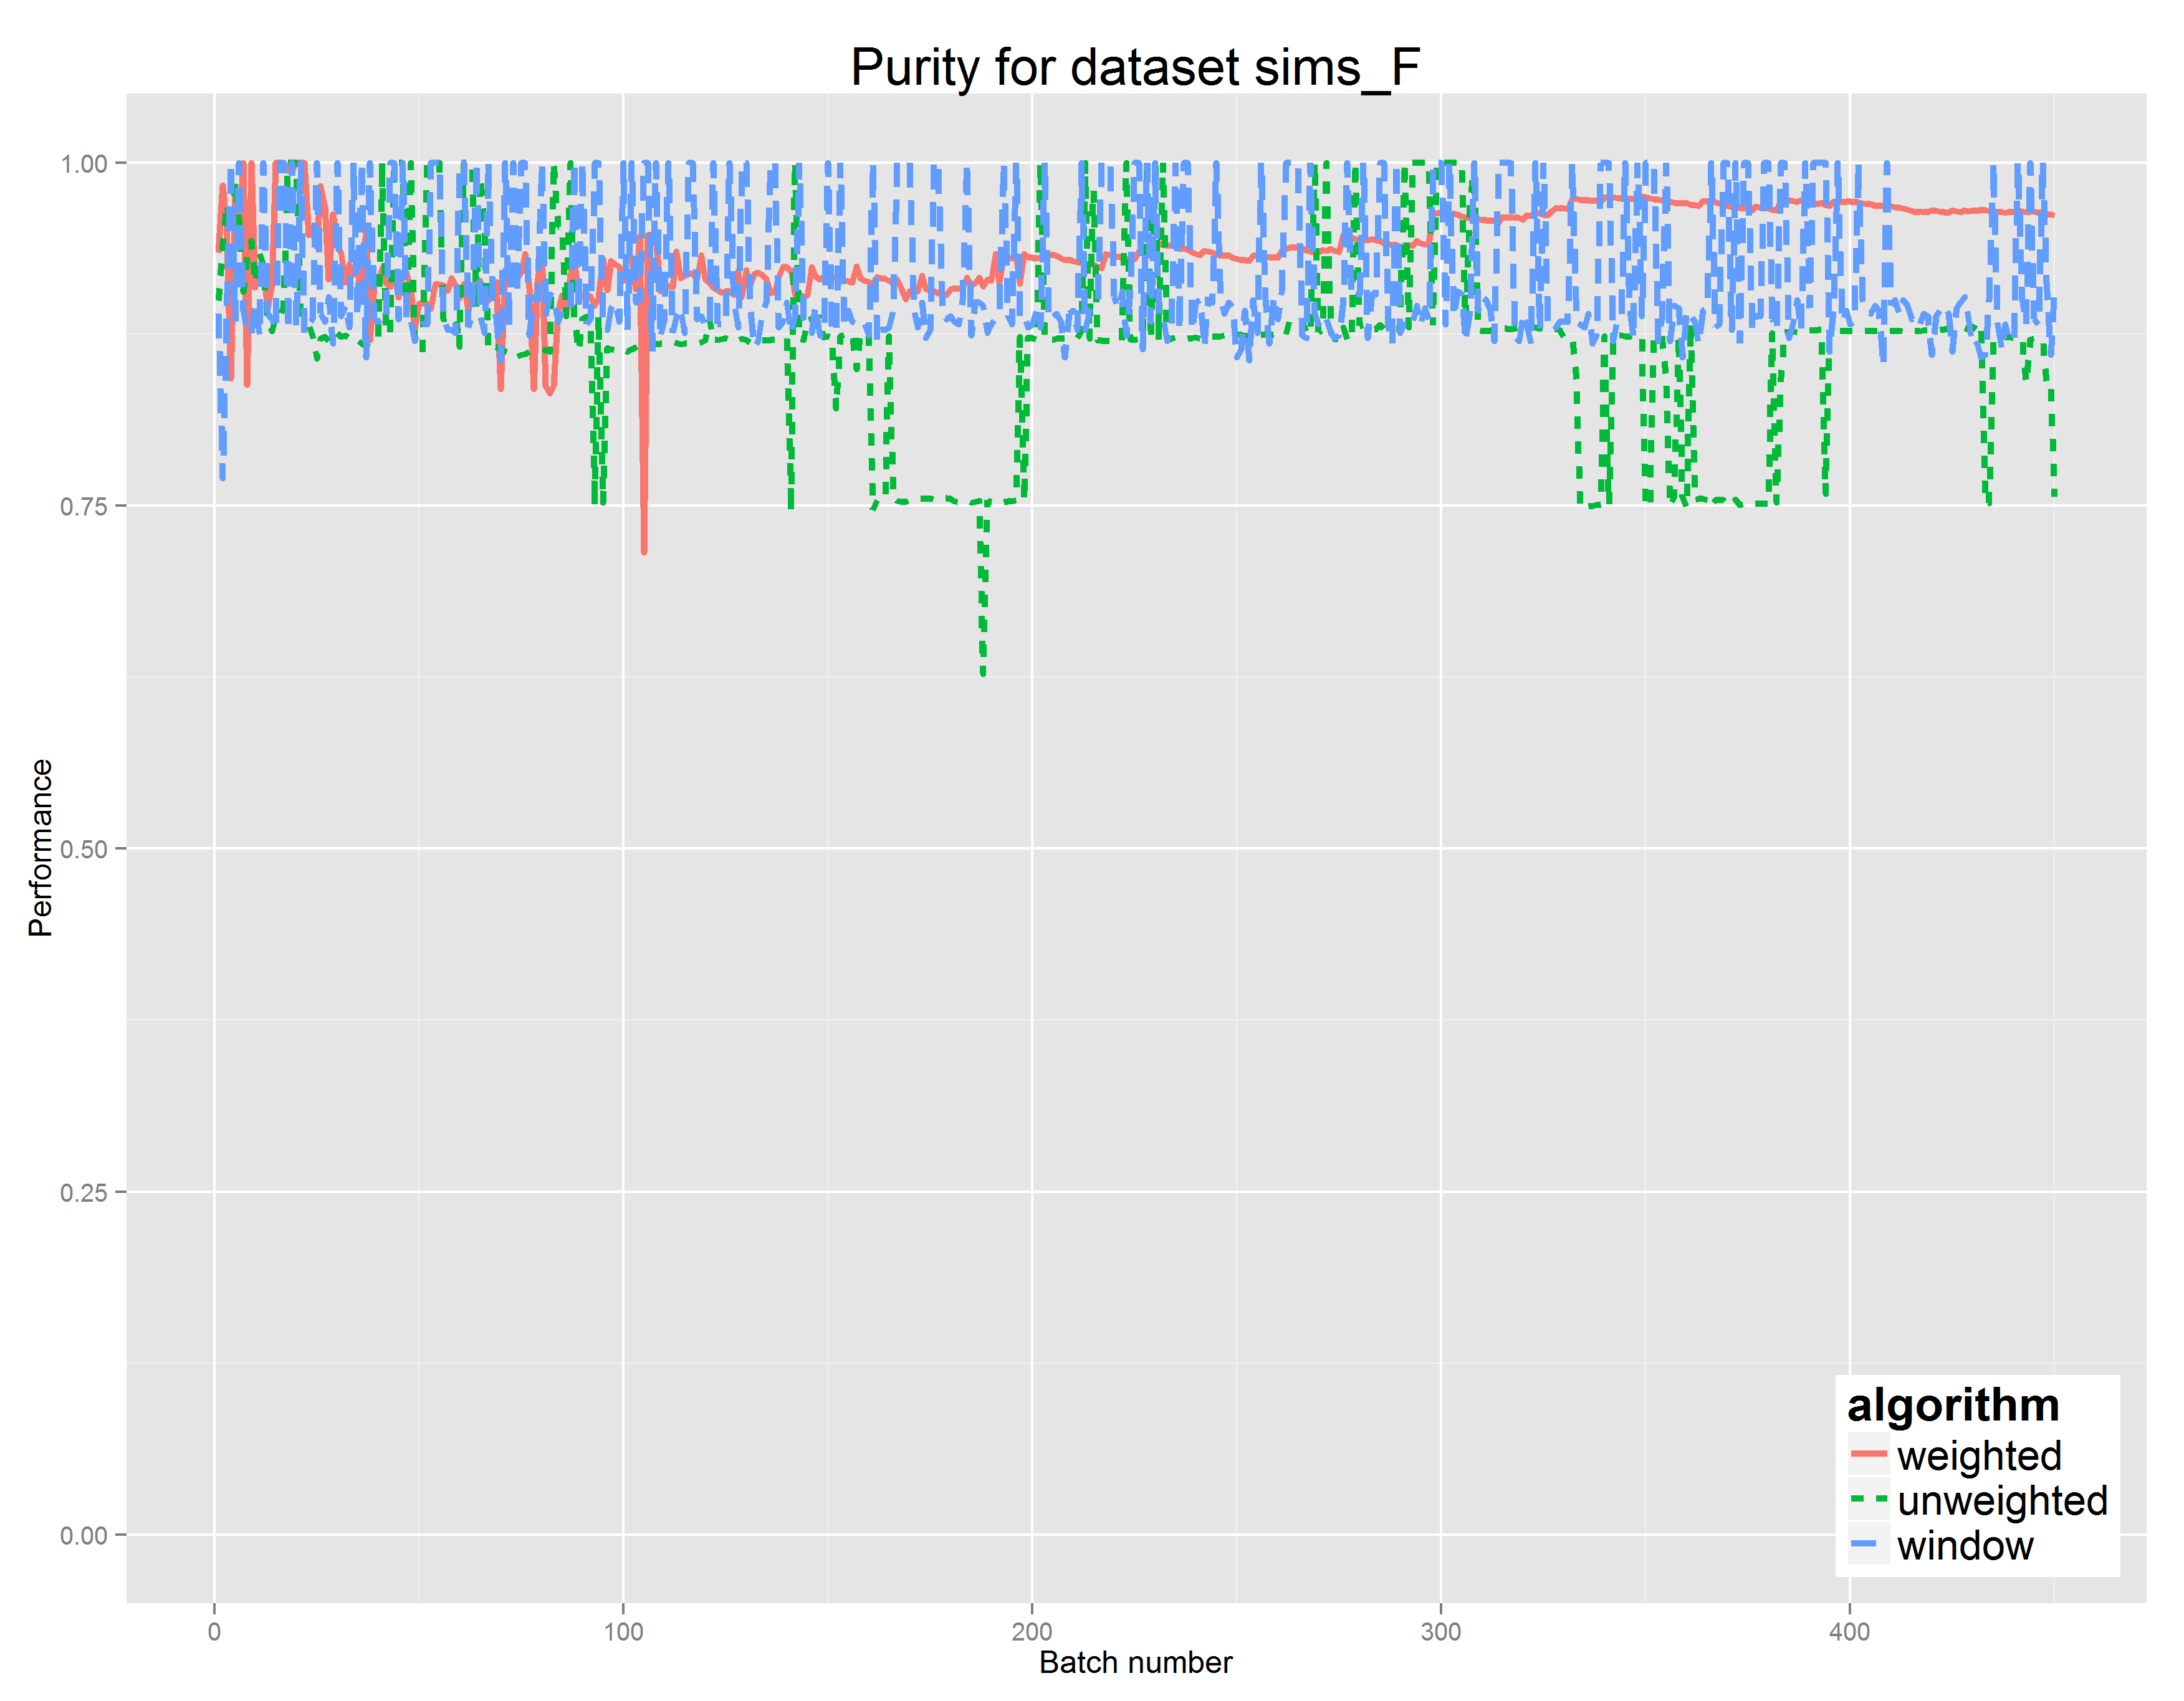 Purity for dataset sims_F
Performance
1.00
0.75
0.50
0.25
0.00
0
100
200
300
400
Batch number
algorithm
weighted
unweighted
window